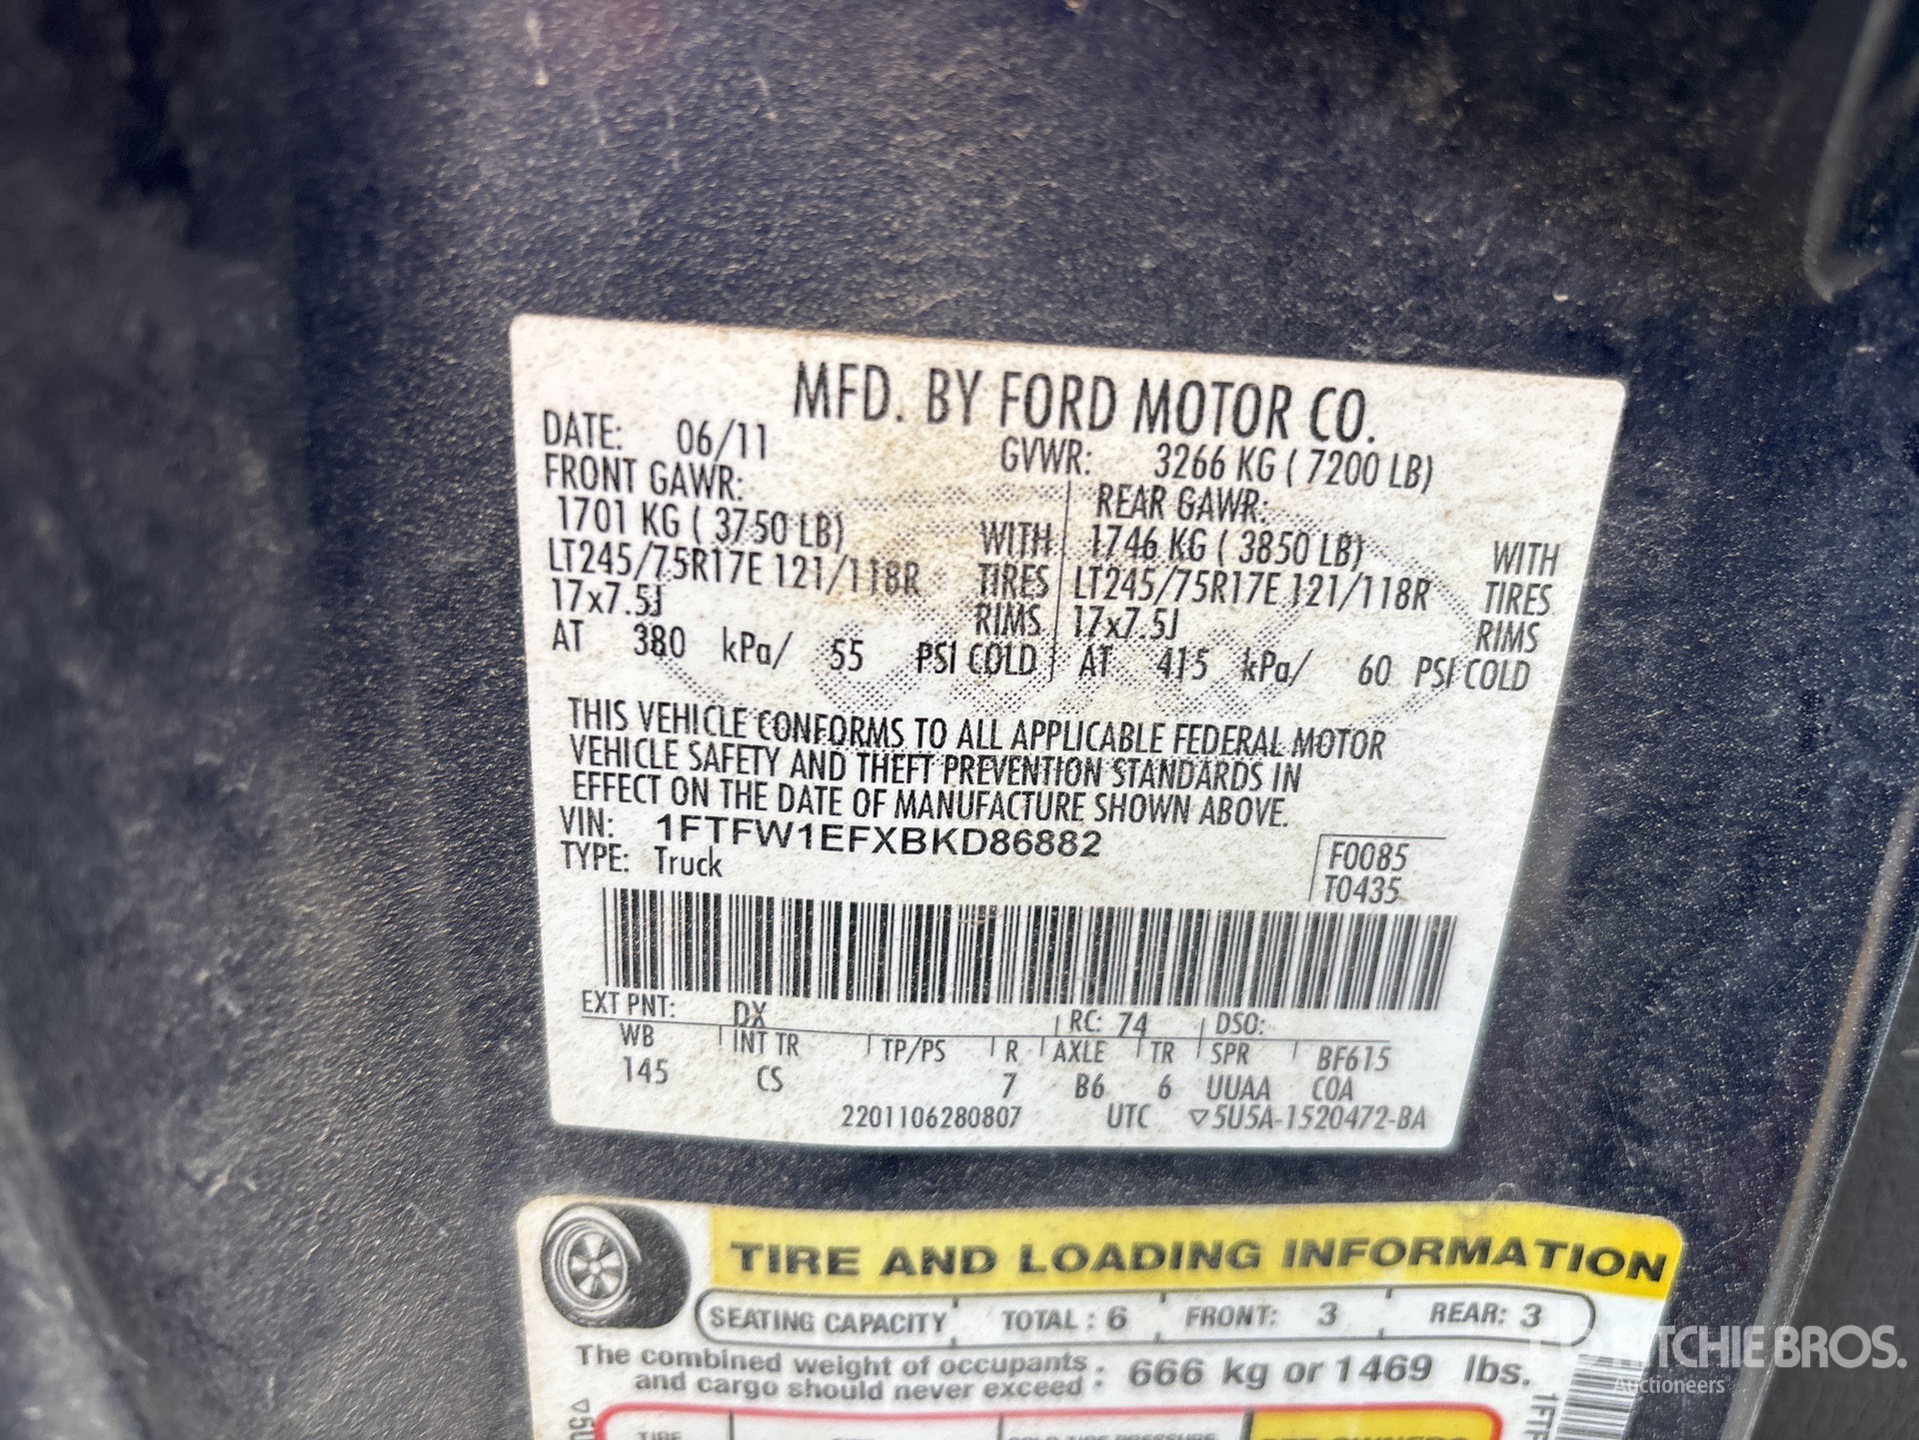 MFD. BY FORD MOTOR CO.
DATE: 06/11 GVWR: 3266 KG ( 7200 LB)
FRONT GAWR: REAR GAWR:
1701 KG ( 3750 LB) WITH 1746 KG ( 3850 LB) WITH
LT245/75R17E 121/118R TIRES LT245/75R17E 121/118R TIRES
17x7.5J RIMS 17x7.5J RIMS
AT 380 kPa/ 55 PSI COLD AT 415 kPa/ 60 PSI COLD
THIS VEHICLE CONFORMS TO ALL APPLICABLE FEDERAL MOTOR
VEHICLE SAFETY AND THEFT PREVENTION STANDARDS IN
EFFECT ON THE DATE OF MANUFACTURE SHOWN ABOVE.
VIN: 1FTFW1EFXBKD86882
TYPE: Truck
F0085
T0435
EXT PNT: DX RC: 74 DSO:
WB INT TR TP/PS R AXLE TR SPR BF615
145 CS 7 B6 6 UUAA COA
2201106280807 UTC ▽5U5A-1520472-BA
TIRE AND LOADING INFORMATION
SEATING CAPACITY TOTAL : 6 FRONT: 3 REAR: 3
The combined weight of occupants : 666 kg or 1469 lbs.
and cargo should never exceed :
RITCHIE BROS.
Auctioneers